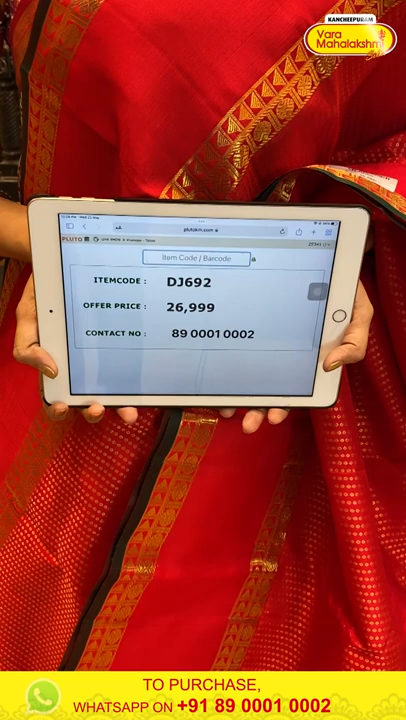 KANCHEEPURAM
Vara
Mahalakshmi
plutokm.com
PLUTO
Item Code / Barcode
ITEMCODE : DJ692
OFFER PRICE : 26,999
CONTACT NO : 89 0001 0002
TO PURCHASE,
WHATSAPP ON +91 89 0001 0002